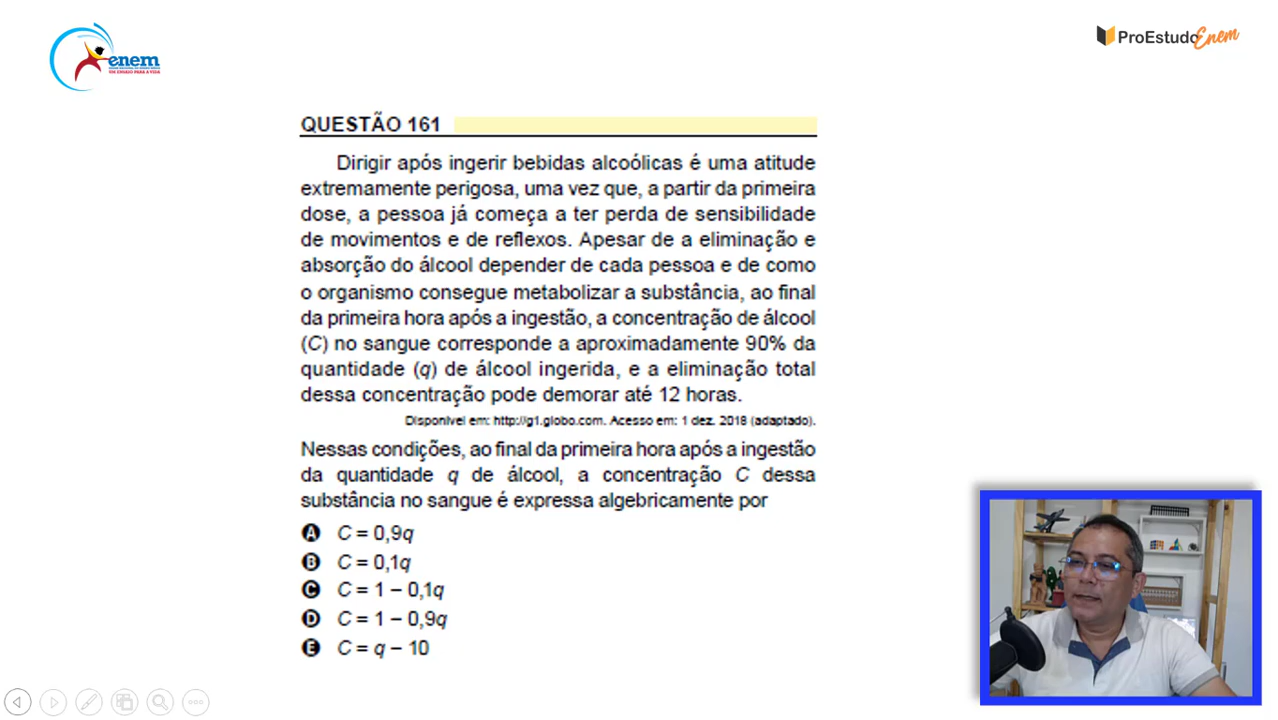 enem
ProEstudoEnem
QUESTÃO 161
Dirigir após ingerir bebidas alcoólicas é uma atitude
extremamente perigosa, uma vez que, a partir da primeira
dose, a pessoa já começa a ter perda de sensibilidade
de movimentos e de reflexos. Apesar de a eliminação e
absorção do álcool depender de cada pessoa e de como
o organismo consegue metabolizar a substância, ao final
da primeira hora após a ingestão, a concentração de álcool
(C) no sangue corresponde a aproximadamente 90% da
quantidade (q) de álcool ingerida, e a eliminação total
dessa concentração pode demorar até 12 horas.
Disponível em: http://g1.globo.com. Acesso em: 1 dez. 2018 (adaptado).
Nessas condições, ao final da primeira hora após a ingestão
da quantidade q de álcool, a concentração C dessa
substância no sangue é expressa algebricamente por
A C = 0,9q
B C = 0,1q
C C = 1 – 0,1q
D C = 1 – 0,9q
E C = q – 10